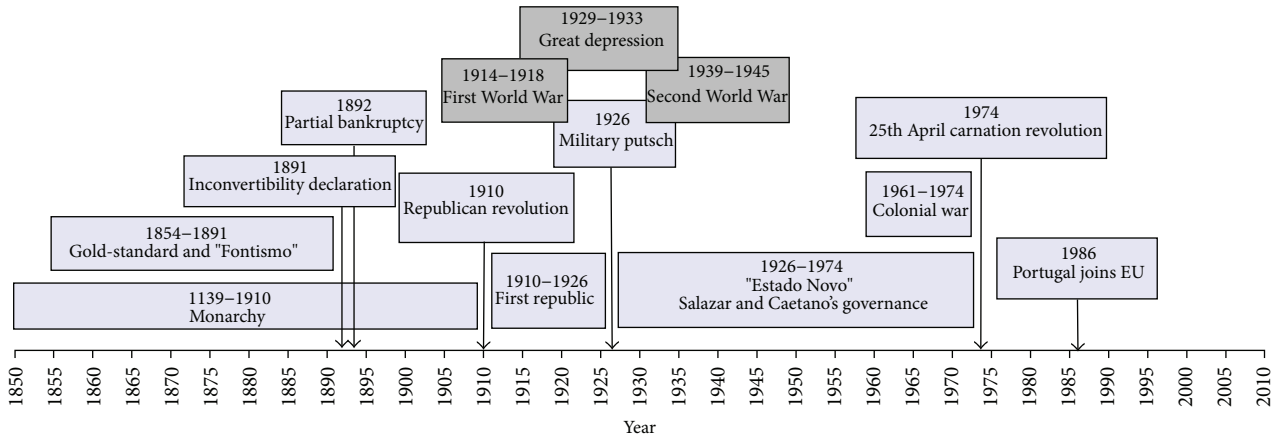 1929–1933
Great depression
1914–1918
First World War
1939–1945
Second World War
1892
Partial bankruptcy
1926
Military putsch
1974
25th April carnation revolution
1891
Inconvertibility declaration
1910
Republican revolution
1961–1974
Colonial war
1854–1891
Gold-standard and "Fontismo"
1910–1926
First republic
1926–1974
"Estado Novo"
Salazar and Caetano's governance
1986
Portugal joins EU
1139–1910
Monarchy
1850
1855
1860
1865
1870
1875
1880
1885
1890
1895
1900
1905
1910
1915
1920
1925
1930
1935
1940
1945
1950
1955
1960
1965
1970
1975
1980
1985
1990
1995
2000
2005
2010
Year